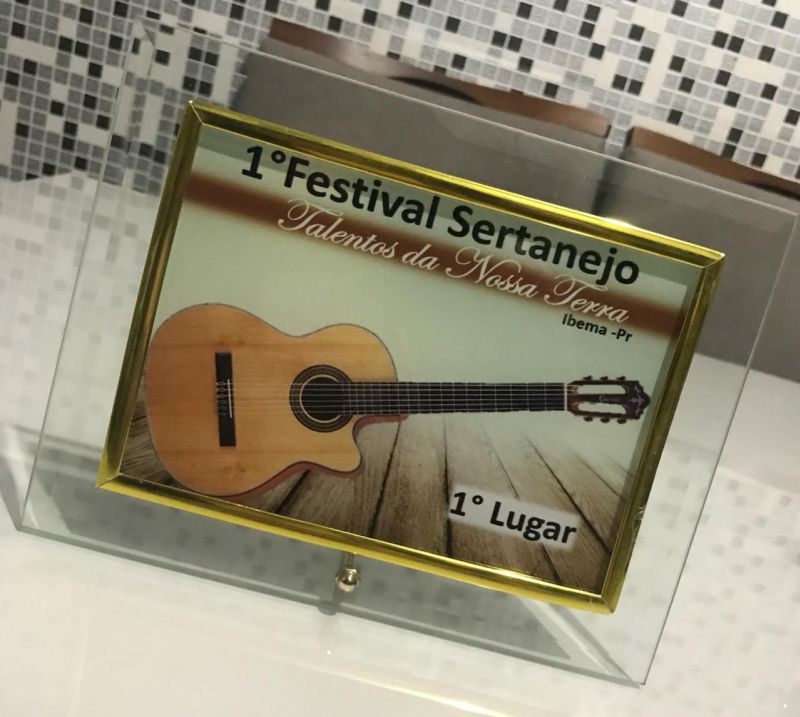 1°Festival Sertanejo
Talentos da Nossa Terra
Ibema -Pr
1° Lugar